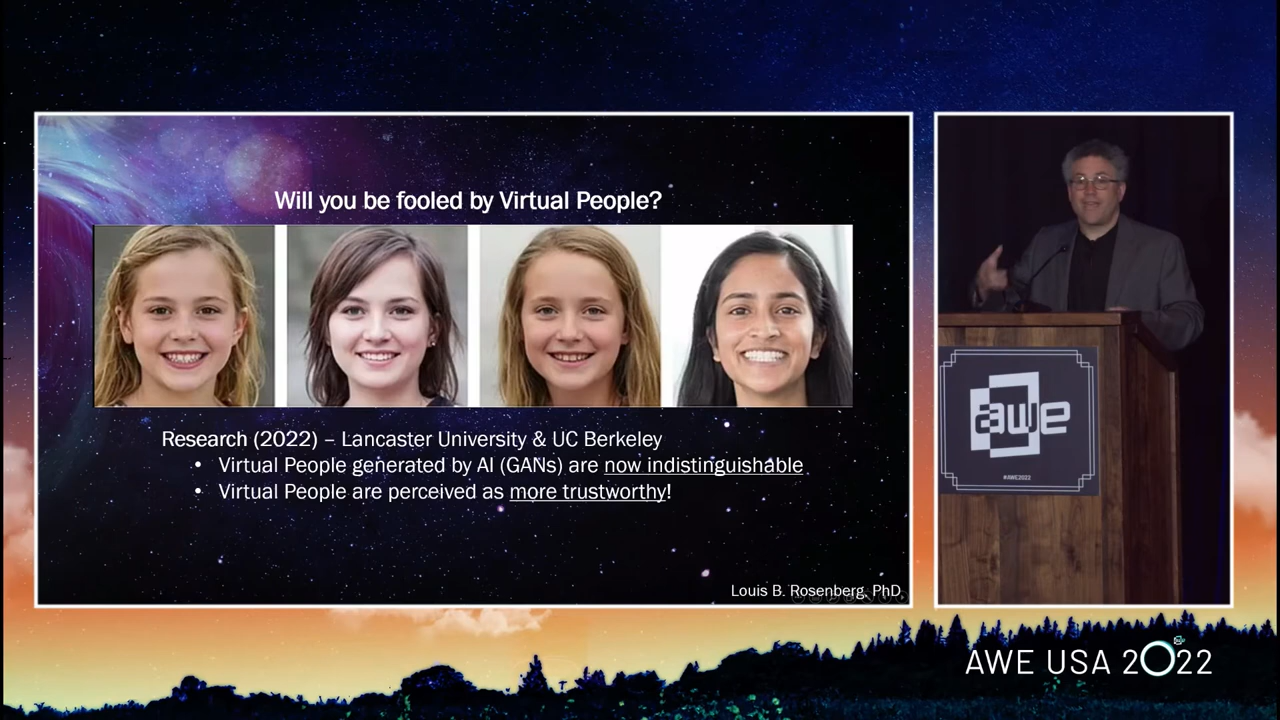 Will you be fooled by Virtual People?
Research (2022) – Lancaster University & UC Berkeley
• Virtual People generated by AI (GANs) are now indistinguishable
• Virtual People are perceived as more trustworthy!
Louis B. Rosenberg, PhD
awe
#AWE2022
AWE USA 2022